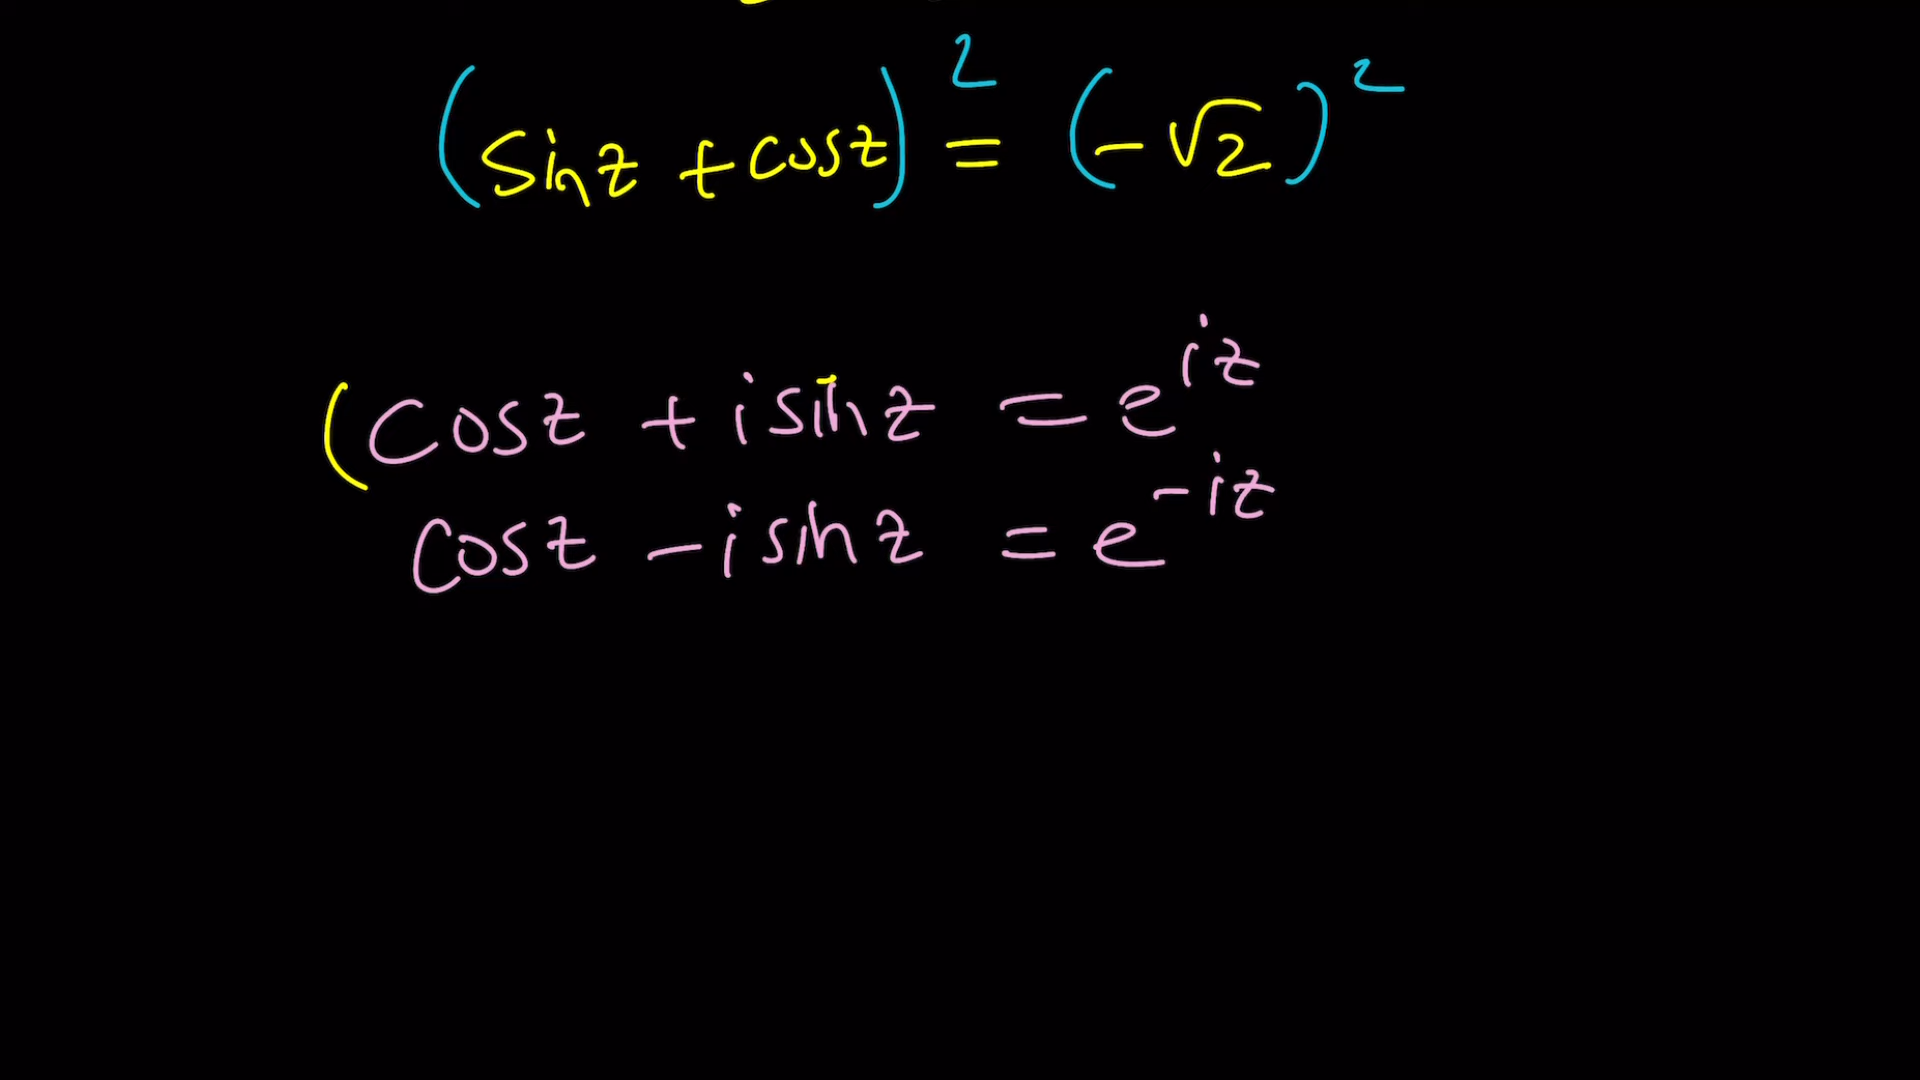 (sinz + cosz)² = (-√2)²
(cosz + isinz = e^{iz}
cosz - isinz = e^{-iz}